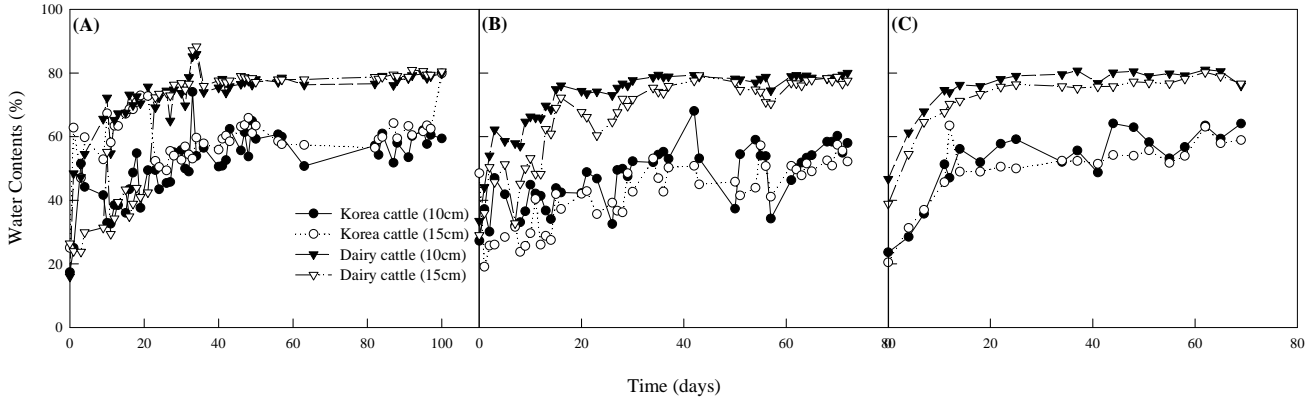 100
80
60
40
20
0
Water Contents (%)
(A)
(B)
(C)
Korea cattle (10cm)
Korea cattle (15cm)
Dairy cattle (10cm)
Dairy cattle (15cm)
0 20 40 60 80 100
0 20 40 60 80
0 20 40 60 80
Time (days)